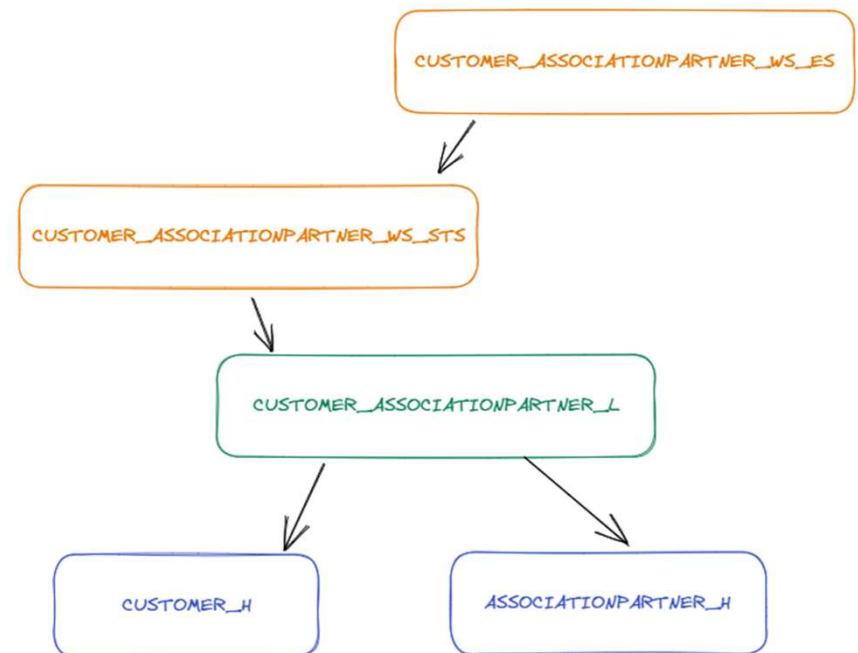 CUSTOMER_ASSOCIATIONPARTNER_WS_ES
CUSTOMER_ASSOCIATIONPARTNER_WS_STS
CUSTOMER_ASSOCIATIONPARTNER_L
CUSTOMER_H
ASSOCIATIONPARTNER_H